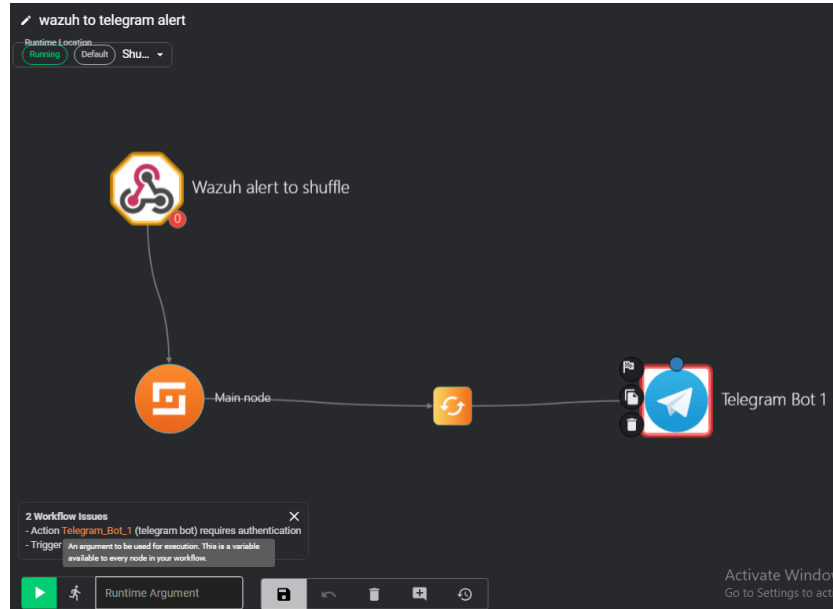 wazuh to telegram alert
Runtime Location
Running Default Shu...
Wazuh alert to shuffle
0
Main node
Telegram Bot 1
2 Workflow Issues
- Action Telegram_Bot_1 (telegram bot) requires authentication
- Trigger
An argument to be used for execution. This is a variable
available to every node in your workflow.
Runtime Argument
Activate Window
Go to Settings to act